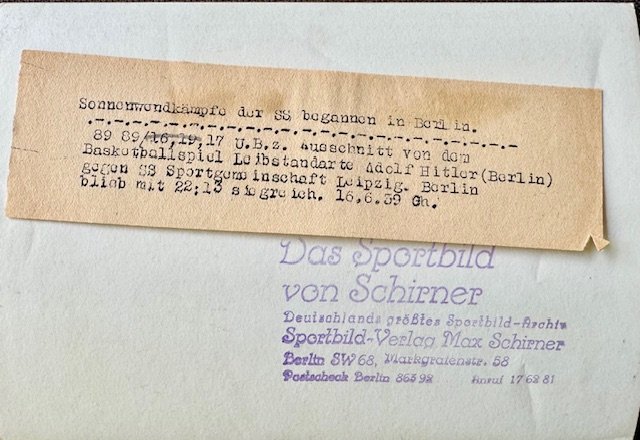 Sonnenwendkämpfe der SS begannen in Berlin.
89 89/16,19,17 U.B.z. Ausschnitt von dem
Basketballspiel Leibstandarte Adolf Hitler (Berlin)
gegen SS Sportgemeinschaft Leipzig. Berlin
blieb mit 22:13 siegreich. 16.6.39 Gh.
Das Sportbild
von Schirner
Deutschlands größtes Sportbild-Archiv
Sportbild-Verlag Max Schirner
Berlin SW 68, Markgrafenstr. 58
Postscheck Berlin 865 92 Anruf 17 62 81